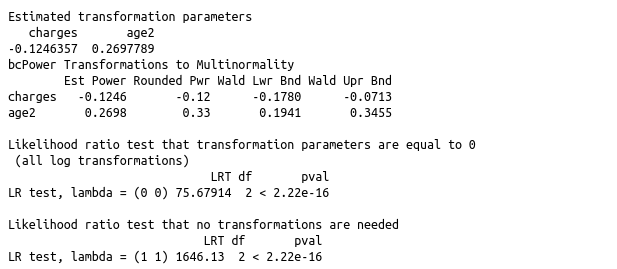 Estimated transformation parameters
   charges       age2
-0.1246357  0.2697789
bcPower Transformations to Multinormality
        Est Power Rounded Pwr Wald Lwr Bnd Wald Upr Bnd
charges   -0.1246       -0.12      -0.1780      -0.0713
age2       0.2698        0.33       0.1941       0.3455

Likelihood ratio test that transformation parameters are equal to 0
 (all log transformations)
                             LRT df       pval
LR test, lambda = (0 0) 75.67914  2 < 2.22e-16

Likelihood ratio test that no transformations are needed
                            LRT df       pval
LR test, lambda = (1 1) 1646.13  2 < 2.22e-16